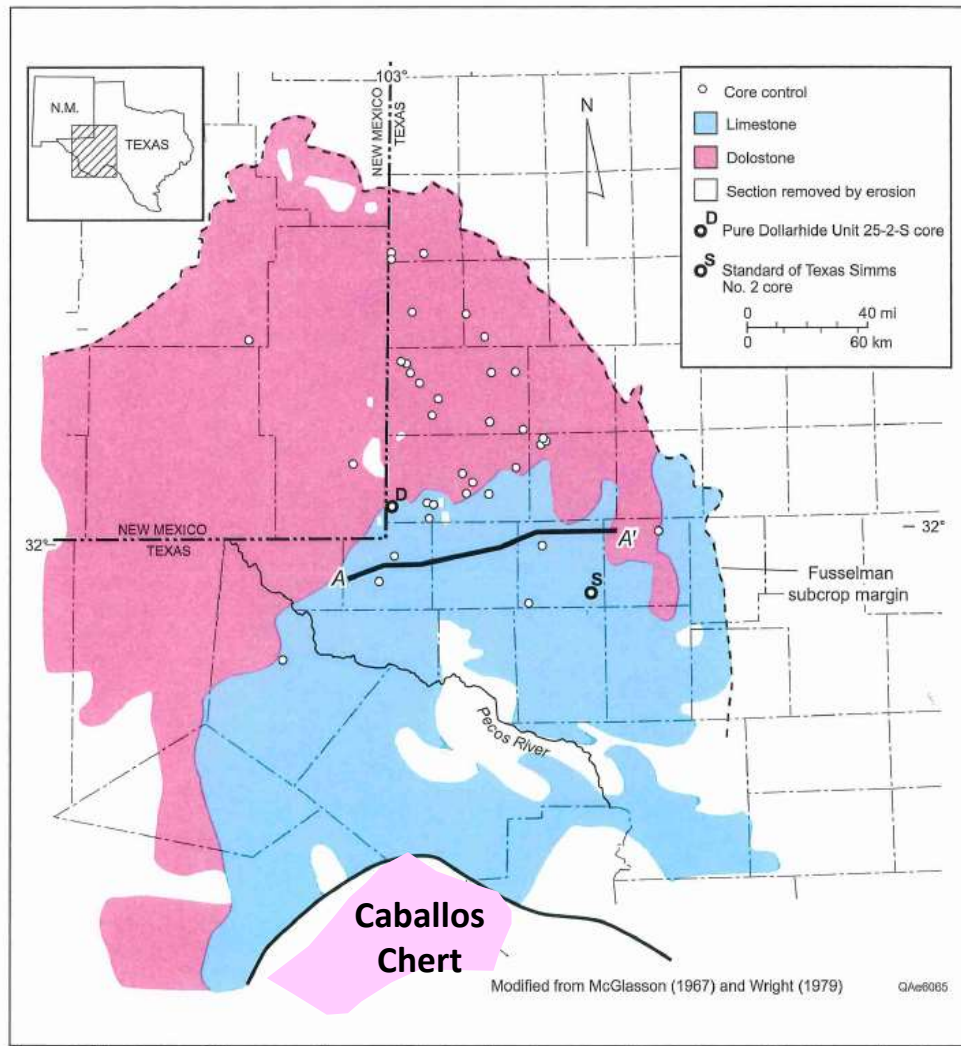 103°
N.M.
TEXAS
NEW MEXICO
TEXAS
N
Core control
Limestone
Dolostone
Section removed by erosion
D
Pure Dollarhide Unit 25-2-S core
S
Standard of Texas Simms
No. 2 core
0 40 mi
0 60 km
D
NEW MEXICO
32°
TEXAS
32°
A
A'
S
Fusselman
subcrop margin
Pecos River
Caballos
Chert
Modified from McGlasson (1967) and Wright (1979)
QAe6065